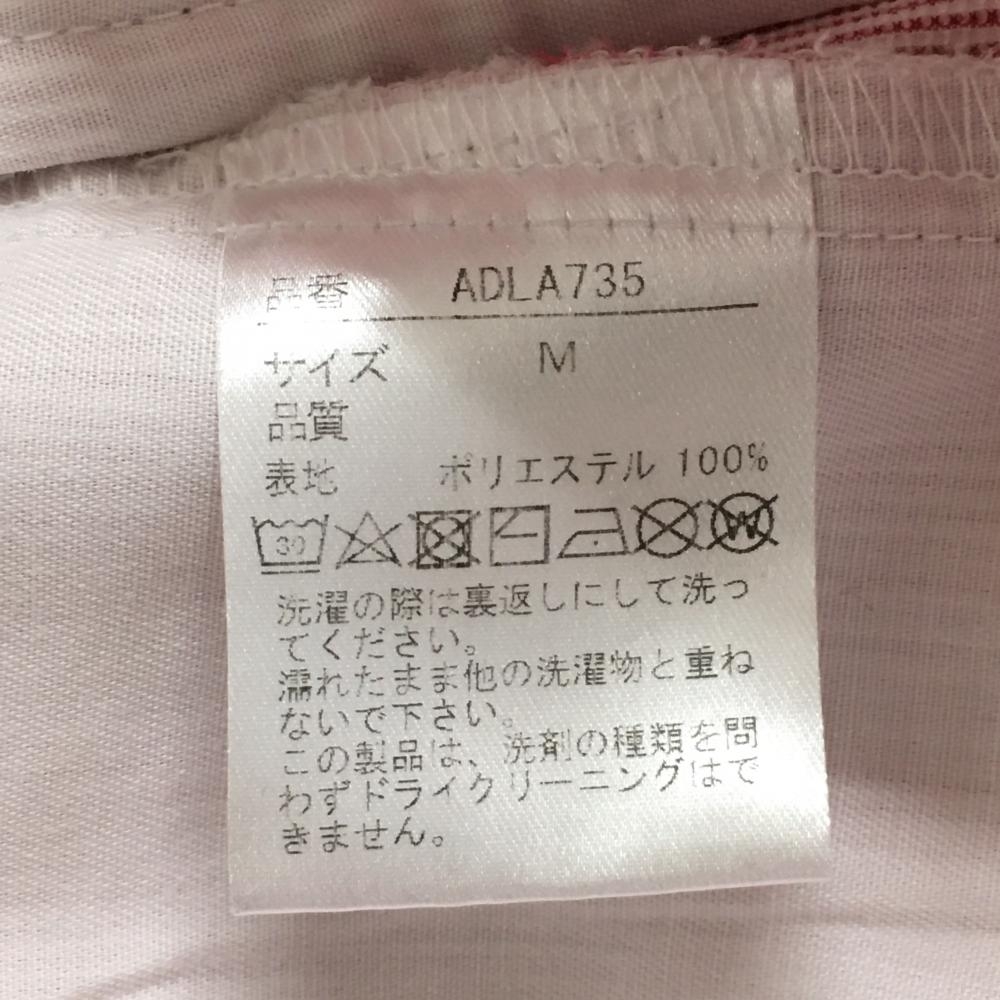 品番 ADLA735
サイズ M
品質
表地 ポリエステル 100%
30 W
洗濯の際は裏返しにして洗っ
てください。
濡れたまま他の洗濯物と重ね
ないで下さい。
この製品は、洗剤の種類を問
わずドライクリーニングはで
きません。